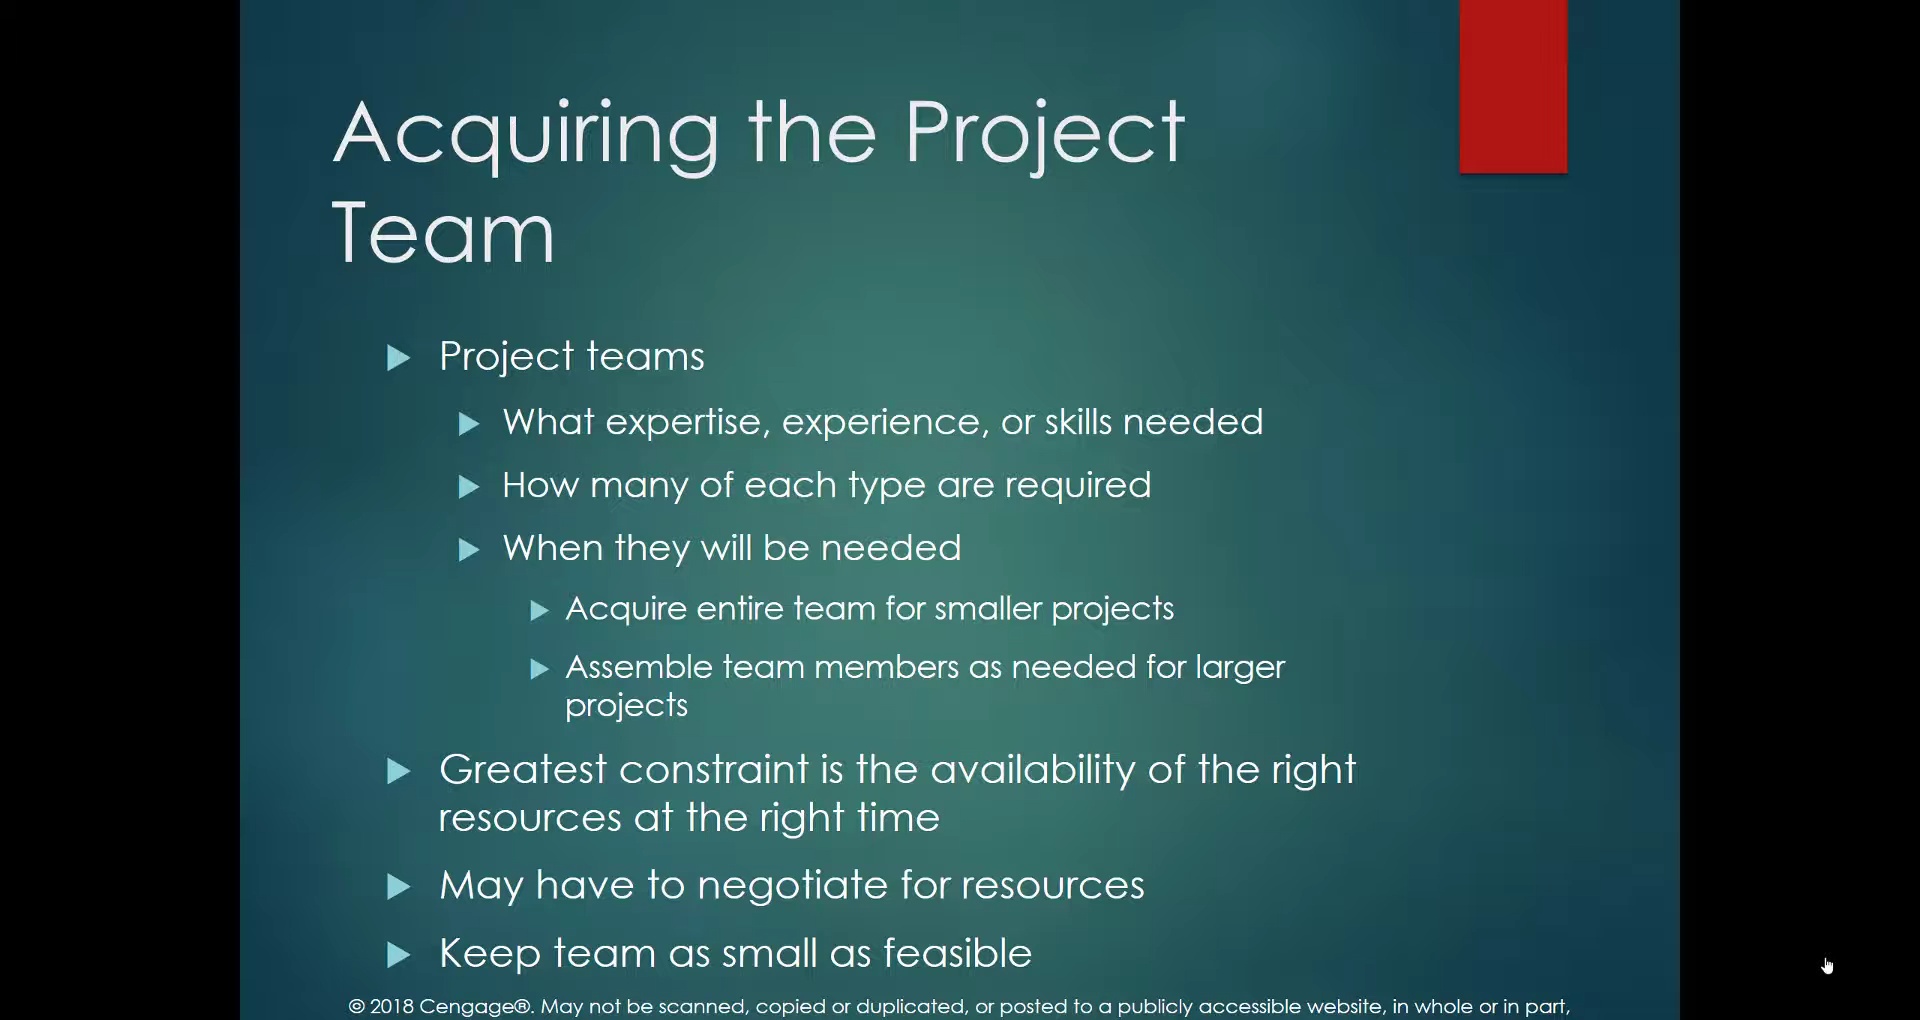 Acquiring the Project
Team
Project teams
What expertise, experience, or skills needed
How many of each type are required
When they will be needed
Acquire entire team for smaller projects
Assemble team members as needed for larger
projects
Greatest constraint is the availability of the right
resources at the right time
May have to negotiate for resources
Keep team as small as feasible
© 2018 Cengage®. May not be scanned, copied or duplicated, or posted to a publicly accessible website, in whole or in part,